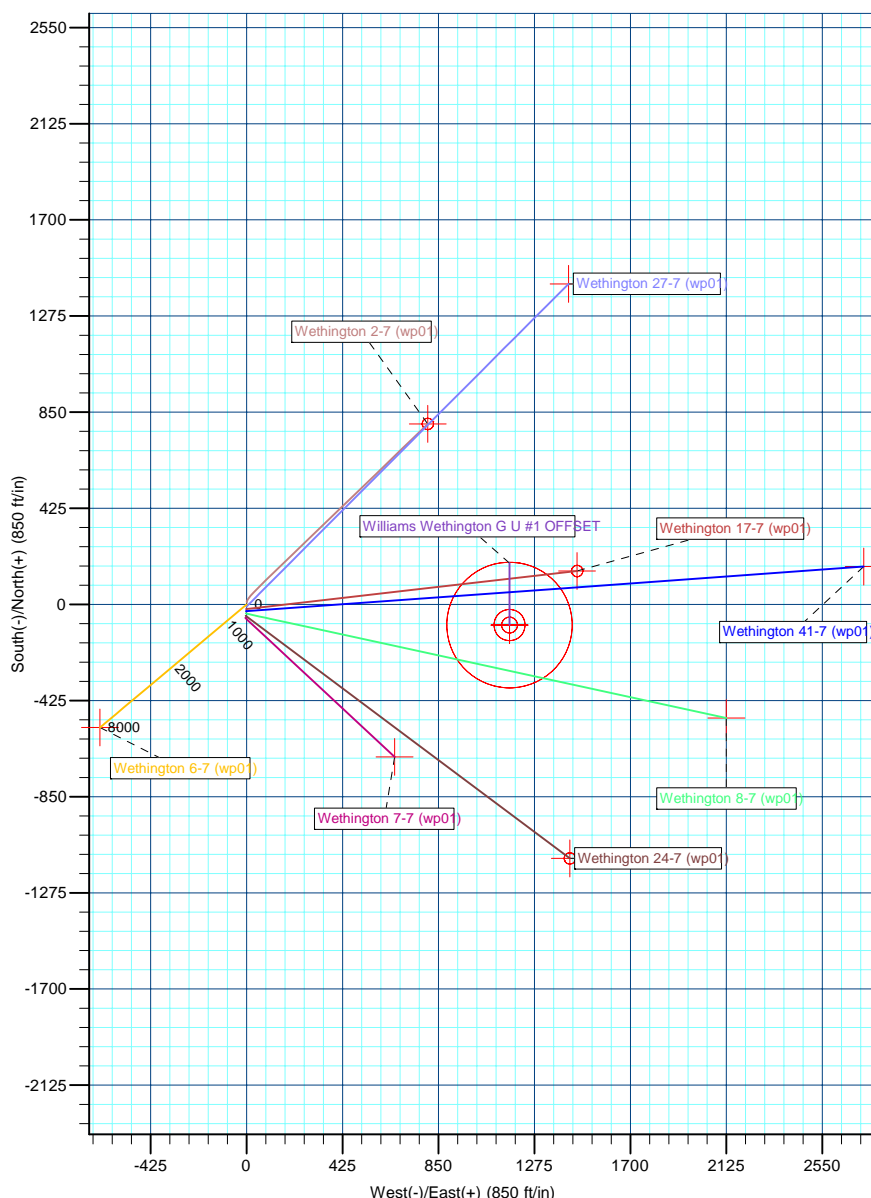 2550
2125
1700
1275
850
425
0
-425
-850
-1275
-1700
-2125
South(-)/North(+) (850 ft/in)
Wethington 27-7 (wp01)
Wethington 2-7 (wp01)
Williams Wethington G U #1 OFFSET
Wethington 17-7 (wp01)
0
1000
2000
8000
Wethington 41-7 (wp01)
Wethington 6-7 (wp01)
Wethington 8-7 (wp01)
Wethington 7-7 (wp01)
Wethington 24-7 (wp01)
-425 0 425 850 1275 1700 2125 2550
West(-)/East(+) (850 ft/in)